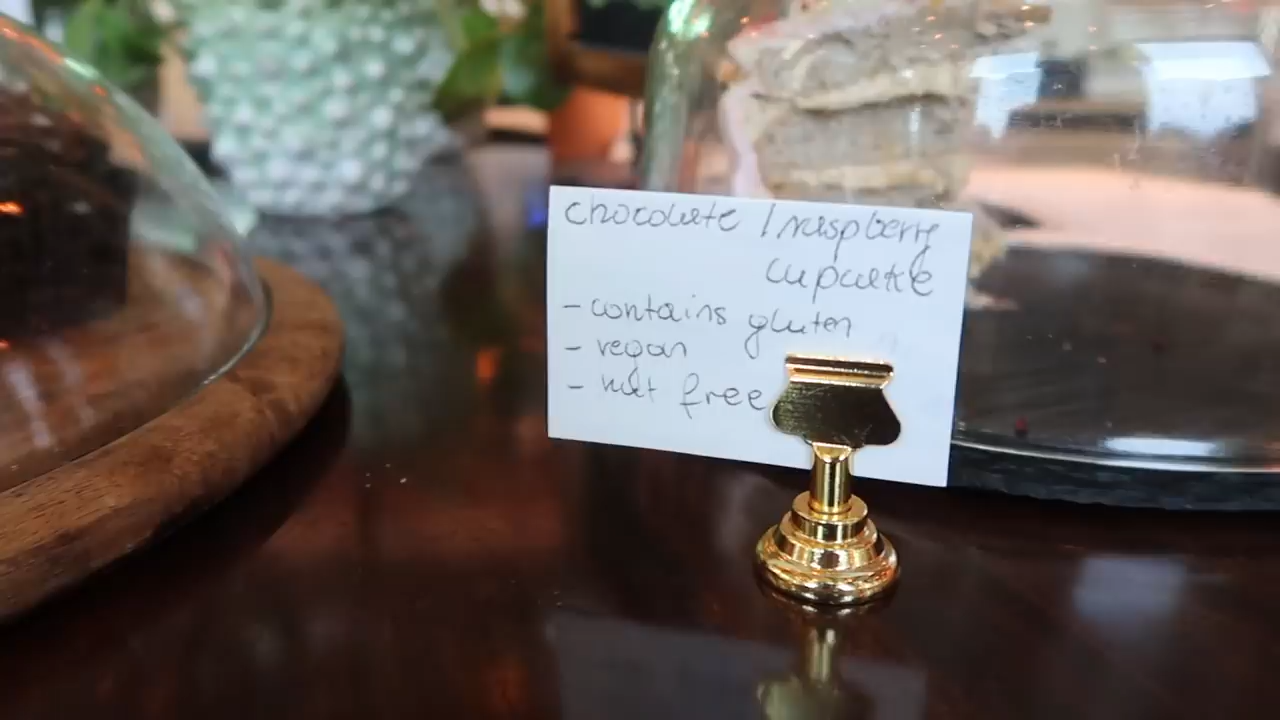 chocolate / raspberry
cupcake
- contains gluten
- vegan
- nut free